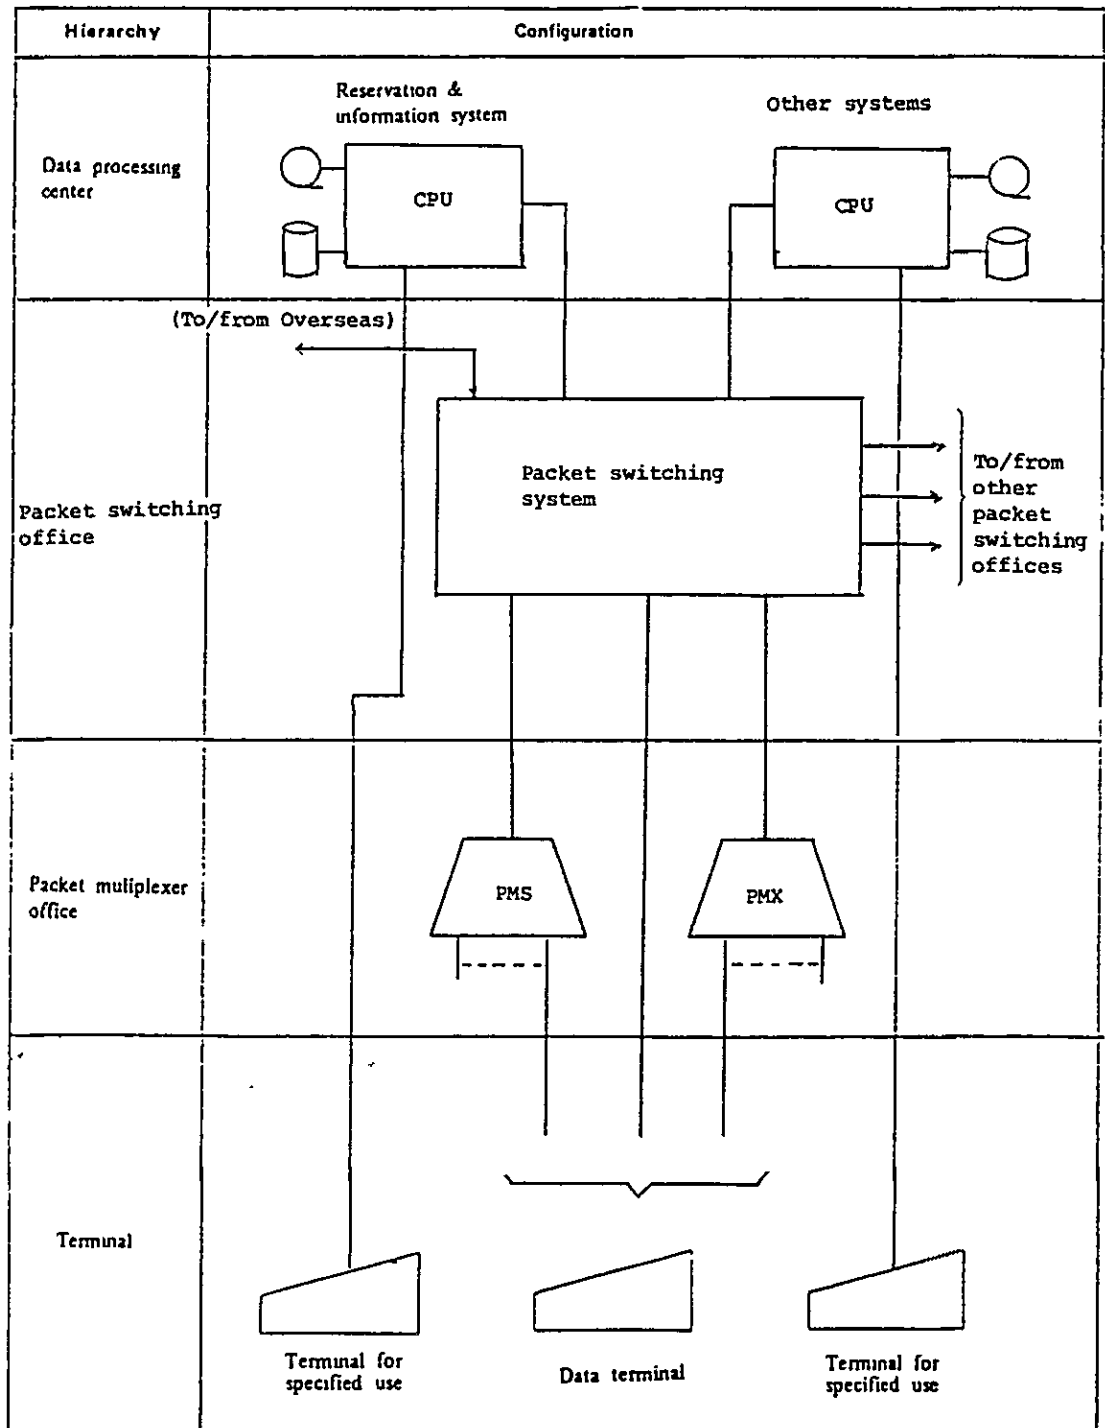 Hierarchy
Configuration
Reservation &
information system
Other systems
Data processing
center
CPU
CPU
(To/from Overseas)
Packet switching
system
To/from
other
packet
switching
offices
Packet switching
office
Packet muliplexer
office
PMS
PMX
Terminal
Terminal for
specified use
Data terminal
Terminal for
specified use